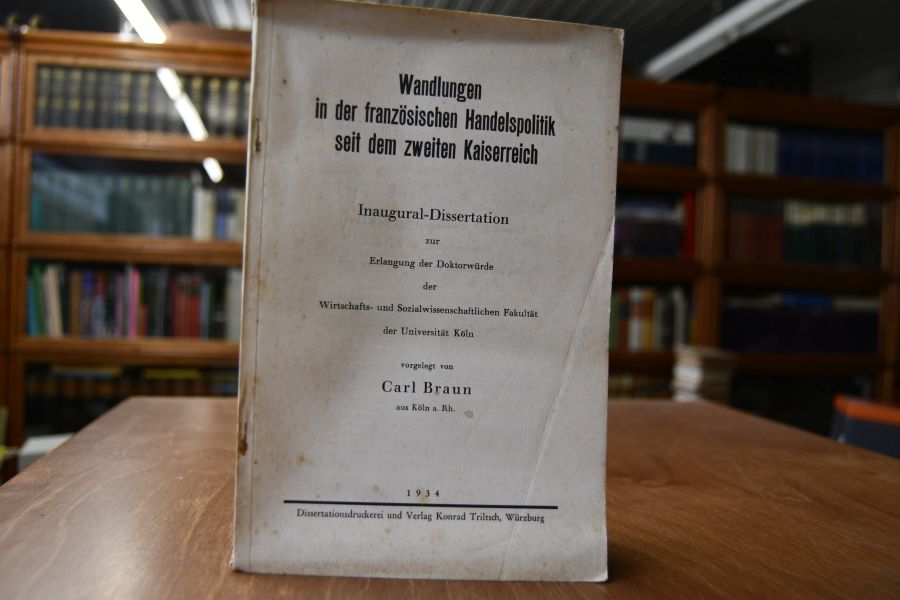 Wandlungen
in der französischen Handelspolitik
seit dem zweiten Kaiserreich
Inaugural-Dissertation
zur
Erlangung der Doktorwürde
der
Wirtschafts- und Sozialwissenschaftlichen Fakultät
der Universität Köln
vorgelegt von
Carl Braun
aus Köln a. Rh.
1934
Dissertationsdruckerei und Verlag Konrad Triltsch, Würzburg